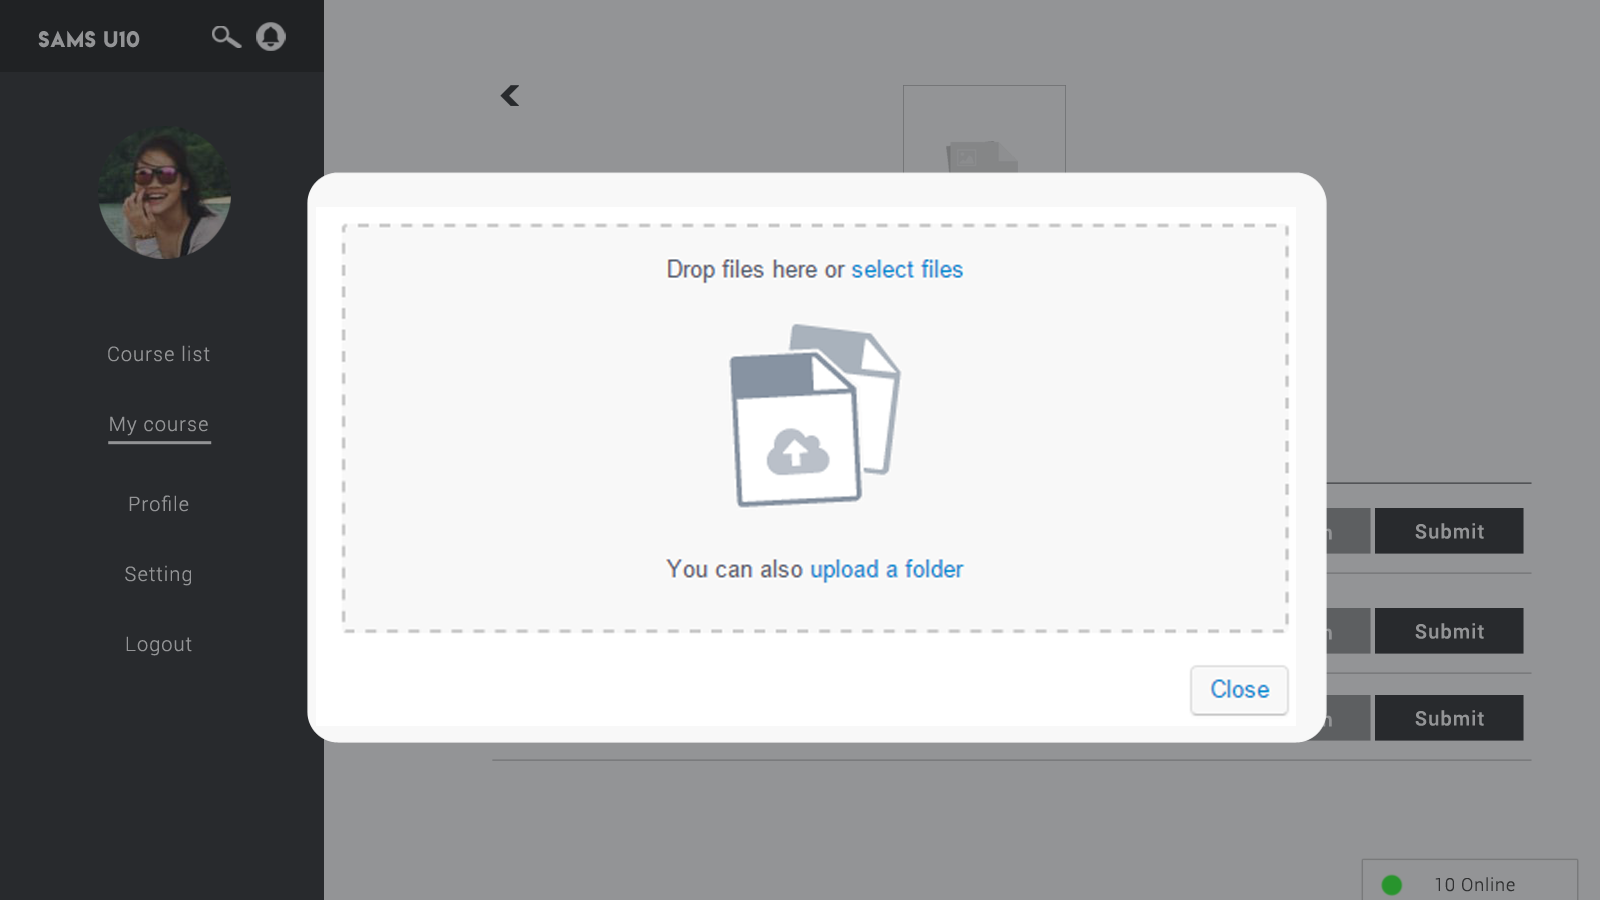 SAMS U10
Course list
My course
Profile
Setting
Logout
Drop files here or select files
You can also upload a folder
Close
Submit
Submit
Submit
10 Online